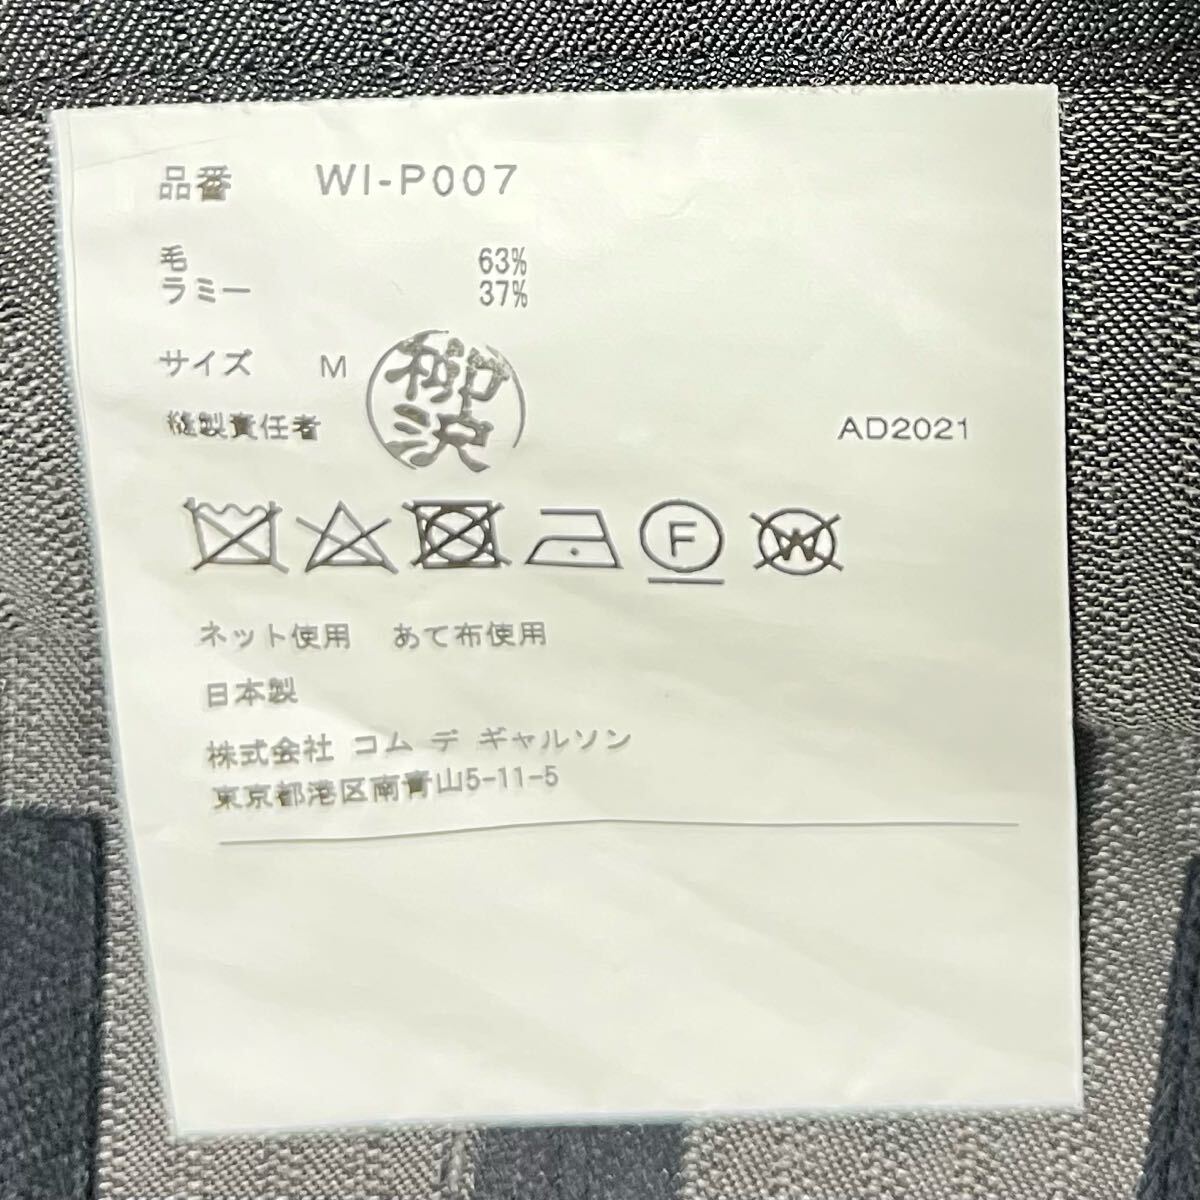 品番 WI-P007
毛 63%
ラミー 37%
サイズ M
縫製責任者 柳沢
AD2021
F W
ネット使用 あて布使用
日本製
株式会社 コム デ ギャルソン
東京都港区南青山5-11-5